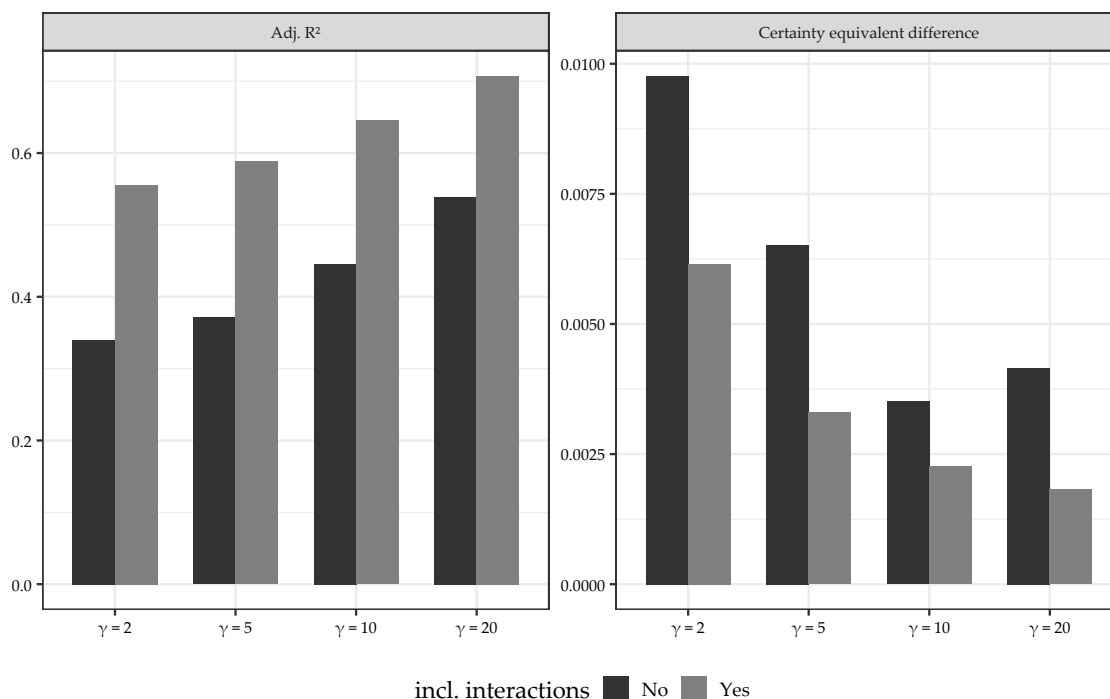 Adj. R²
Certainty equivalent difference
0.6
0.4
0.2
0.0
γ = 2
γ = 5
γ = 10
γ = 20
0.0100
0.0075
0.0050
0.0025
0.0000
γ = 2
γ = 5
γ = 10
γ = 20
incl. interactions No Yes